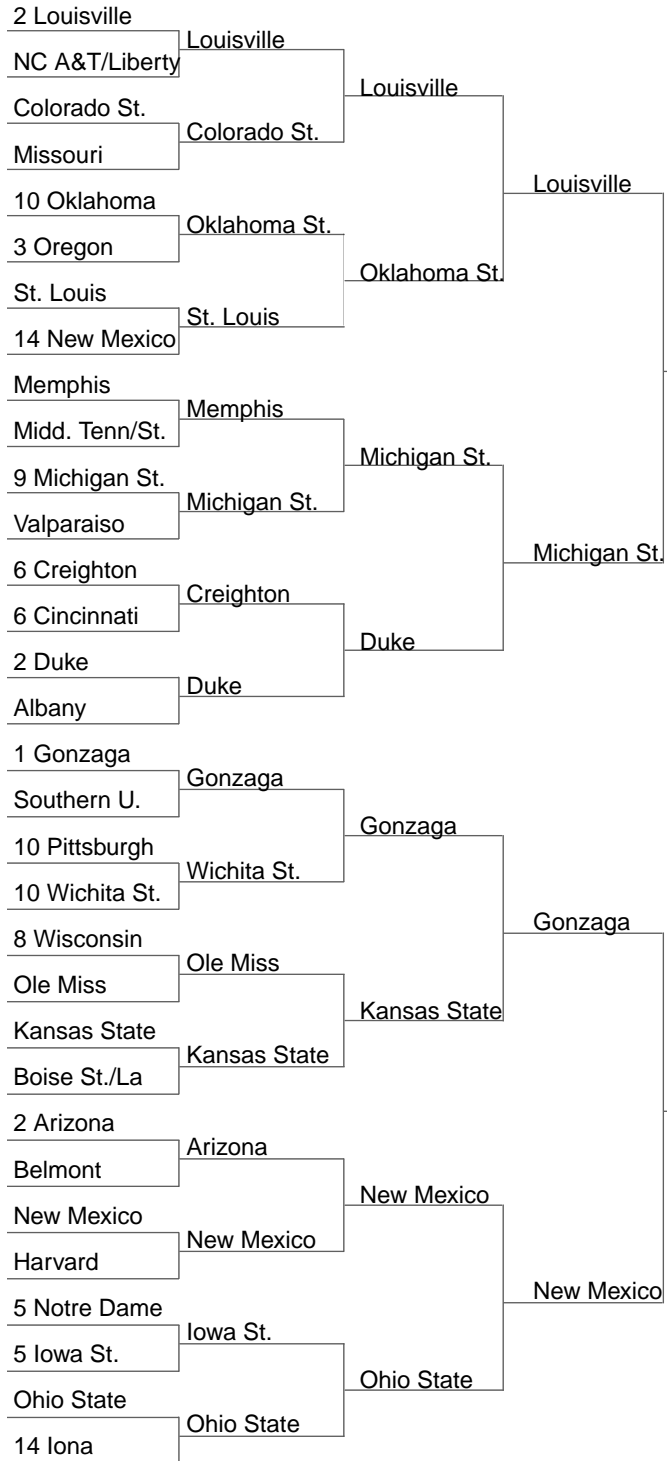 2 Louisville
NC A&T/Liberty
Colorado St.
Missouri
10 Oklahoma
3 Oregon
St. Louis
14 New Mexico
Memphis
Midd. Tenn/St.
9 Michigan St.
Valparaiso
6 Creighton
6 Cincinnati
2 Duke
Albany
1 Gonzaga
Southern U.
10 Pittsburgh
10 Wichita St.
8 Wisconsin
Ole Miss
Kansas State
Boise St./La
2 Arizona
Belmont
New Mexico
Harvard
5 Notre Dame
5 Iowa St.
Ohio State
14 Iona
Louisville
Colorado St.
Oklahoma St.
St. Louis
Memphis
Michigan St.
Creighton
Duke
Gonzaga
Wichita St.
Ole Miss
Kansas State
Arizona
New Mexico
Iowa St.
Ohio State
Louisville
Oklahoma St.
Michigan St.
Duke
Gonzaga
Kansas State
New Mexico
Ohio State
Louisville
Michigan St.
Gonzaga
New Mexico